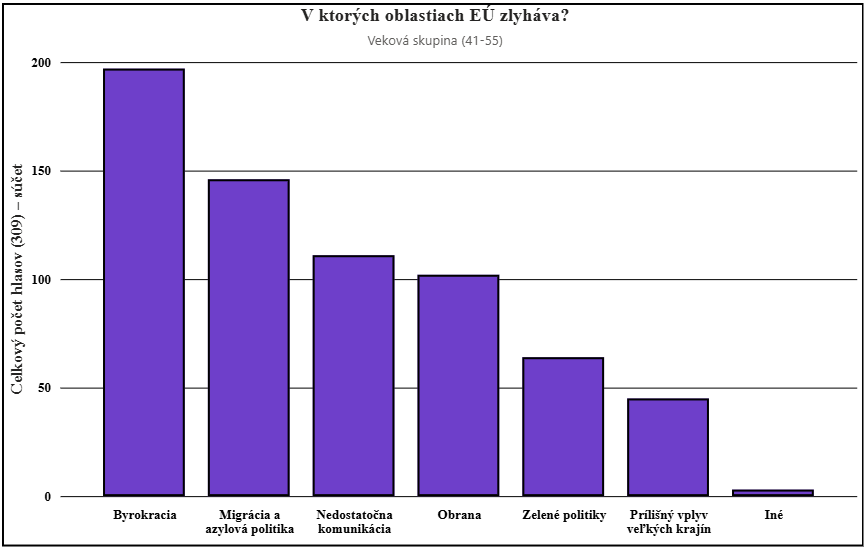 V ktorých oblastiach EÚ zlyháva?
Veková skupina (41-55)
Celkový počet hlasov (309) – súčet
200
150
100
50
0
Byrokracia
Migrácia a
azylová politika
Nedostatočna
komunikácia
Obrana
Zelené politiky
Prílišný vplyv
veľkých krajín
Iné